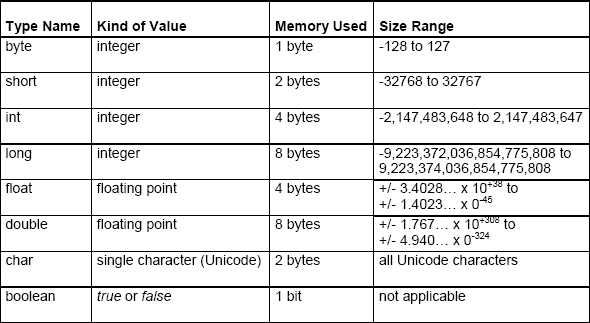 Type Name Kind of Value Memory Used Size Range
byte integer 1 byte -128 to 127
short integer 2 bytes -32768 to 32767
int integer 4 bytes -2,147,483,648 to 2,147,483,647
long integer 8 bytes -9,223,372,036,854,775,808 to
9,223,374,036,854,775,808
float floating point 4 bytes +/- 3.4028… x 10+38 to
+/- 1.4023… x 0-45
double floating point 8 bytes +/- 1.767… x 10+308 to
+/- 4.940… x 0-324
char single character (Unicode) 2 bytes all Unicode characters
boolean true or false 1 bit not applicable